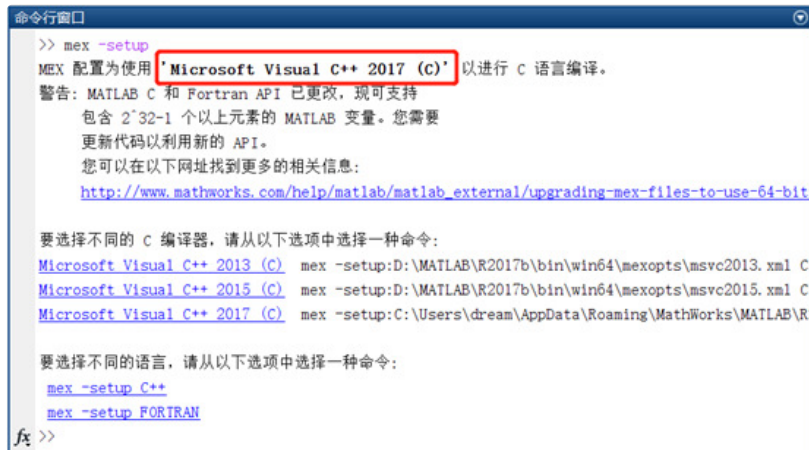 命令行窗口
>> mex -setup
MEX 配置为使用 'Microsoft Visual C++ 2017 (C)' 以进行 C 语言编译。
警告: MATLAB C 和 Fortran API 已更改，现可支持
包含 2^32-1 个以上元素的 MATLAB 变量。您需要
更新代码以利用新的 API。
您可以在以下网址找到更多的相关信息:
http://www.mathworks.com/help/matlab/matlab_external/upgrading-mex-files-to-use-64-bit
要选择不同的 C 编译器，请从以下选项中选择一种命令:
Microsoft Visual C++ 2013 (C) mex -setup:D:\MATLAB\R2017b\bin\win64\mexopts\msvc2013.xml C
Microsoft Visual C++ 2015 (C) mex -setup:D:\MATLAB\R2017b\bin\win64\mexopts\msvc2015.xml C
Microsoft Visual C++ 2017 (C) mex -setup:C:\Users\dream\AppData\Roaming\MathWorks\MATLAB\R
要选择不同的语言，请从以下选项中选择一种命令:
mex -setup C++
mex -setup FORTRAN
fx >>